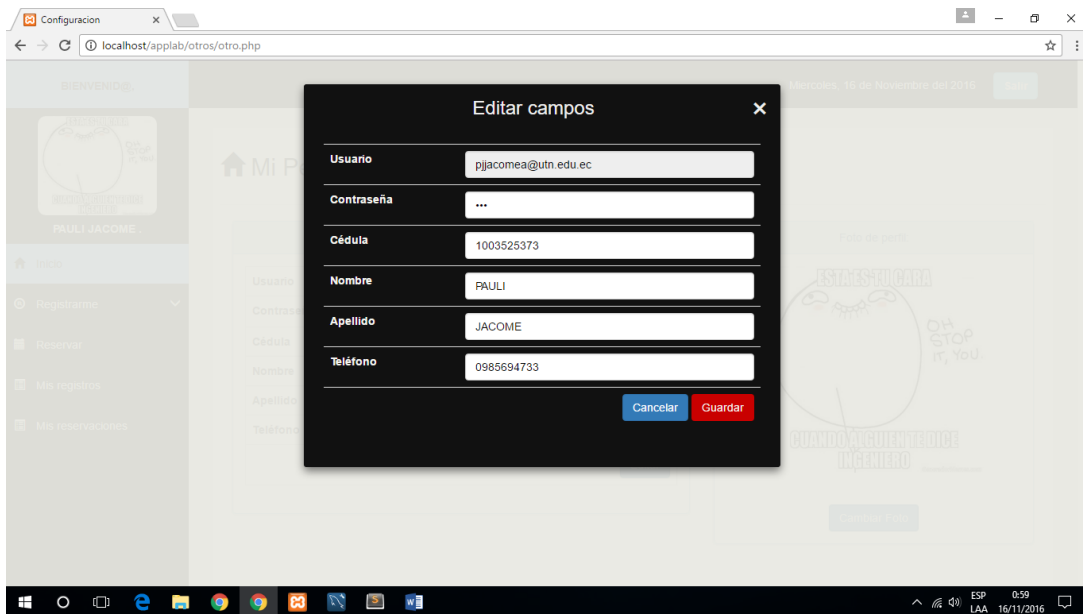 Configuracion
localhost/applab/otros/otro.php
BIENVENID@,
Miercoles, 16 de Noviembre del 2016
Editar campos
Mi Pe
PAULI JACOME,
Inicio
Registrarme
Reservar
Mis registros
Mis reservaciones
Usuario
Contrase
Cédula
Nombre
Apellido
Teléfono
Usuario pjjacomea@utn.edu.ec
Contraseña •••
Cédula 1003525373
Nombre PAULI
Apellido JACOME
Teléfono 0985694733
Cancelar Guardar
Foto de perfil
ESTA ES TU CARA
OH
STOP
IT, YOU.
CUANDO ALGUIEN TE DICE
INGENIERO
ESP 0:59
LAA 16/11/2016